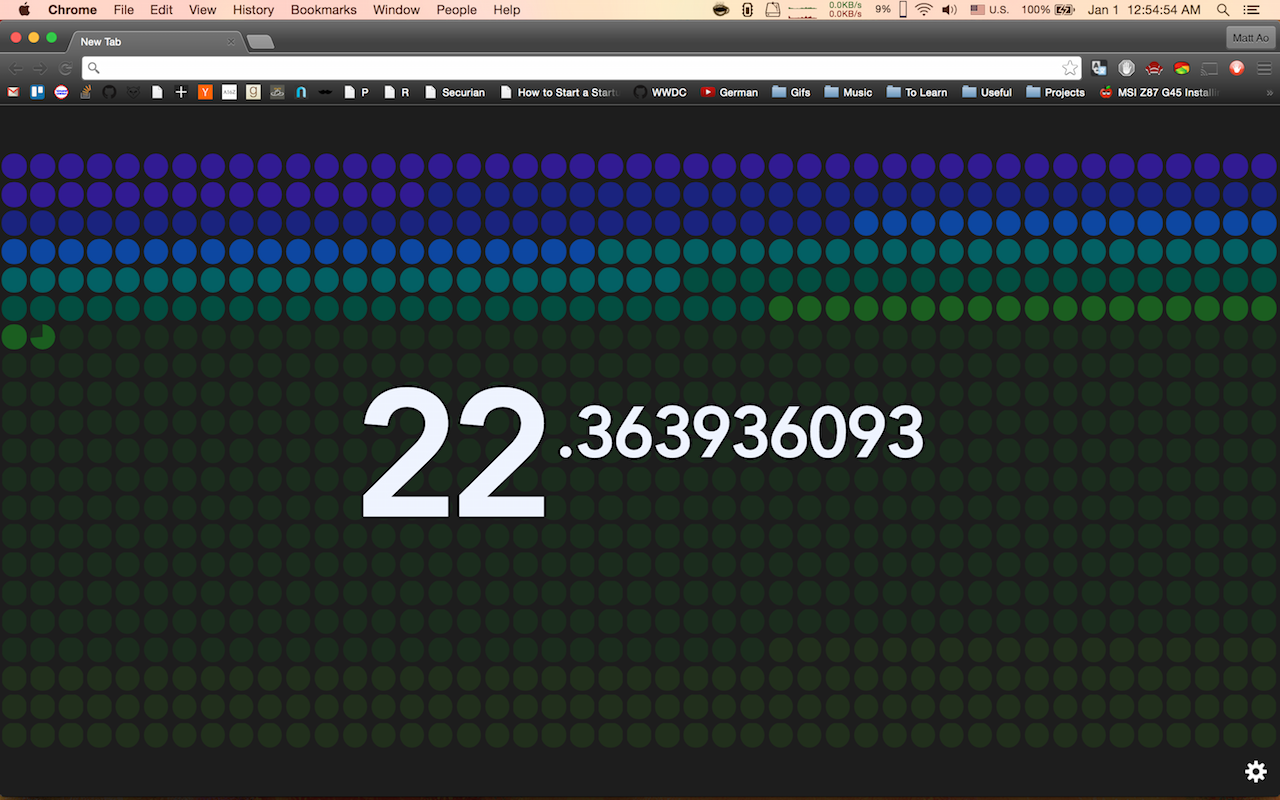 Chrome File Edit View History Bookmarks Window People Help 0.0KB/s 0.0KB/s 9% U.S. 100% Jan 1 12:54:54 AM
New Tab
Matt Ao
P R Securian How to Start a Start WWDC German Gifs Music To Learn Useful Projects MSI Z87 G45 Install »
22.363936093